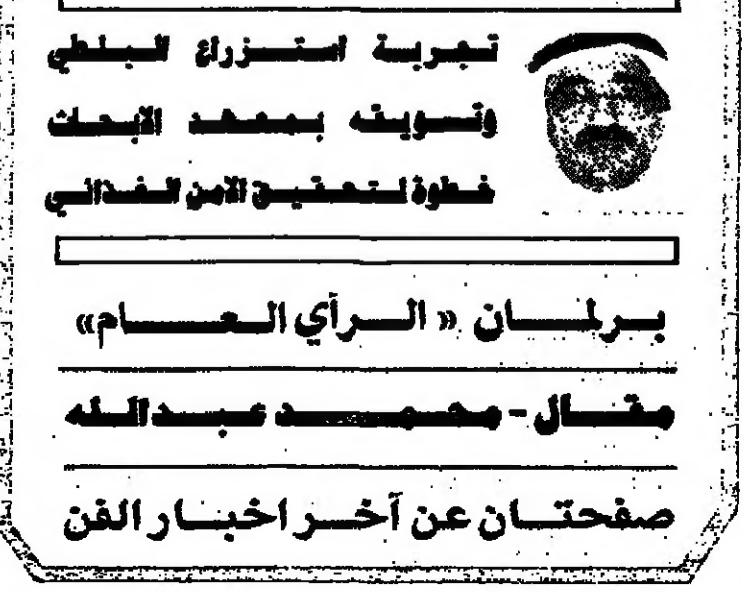 تجربة استزراع البلطي
وتسويقه بمعهد الابحاث
خطوة لتحقيق الامن الغذائي
برلمان «الرأي العام»
مقال - محمد عبدالله
صفحتان عن آخر اخبار الفن